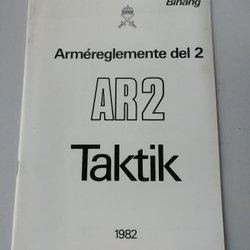 Bihang
Arméreglemente del 2
AR2
Taktik
1982